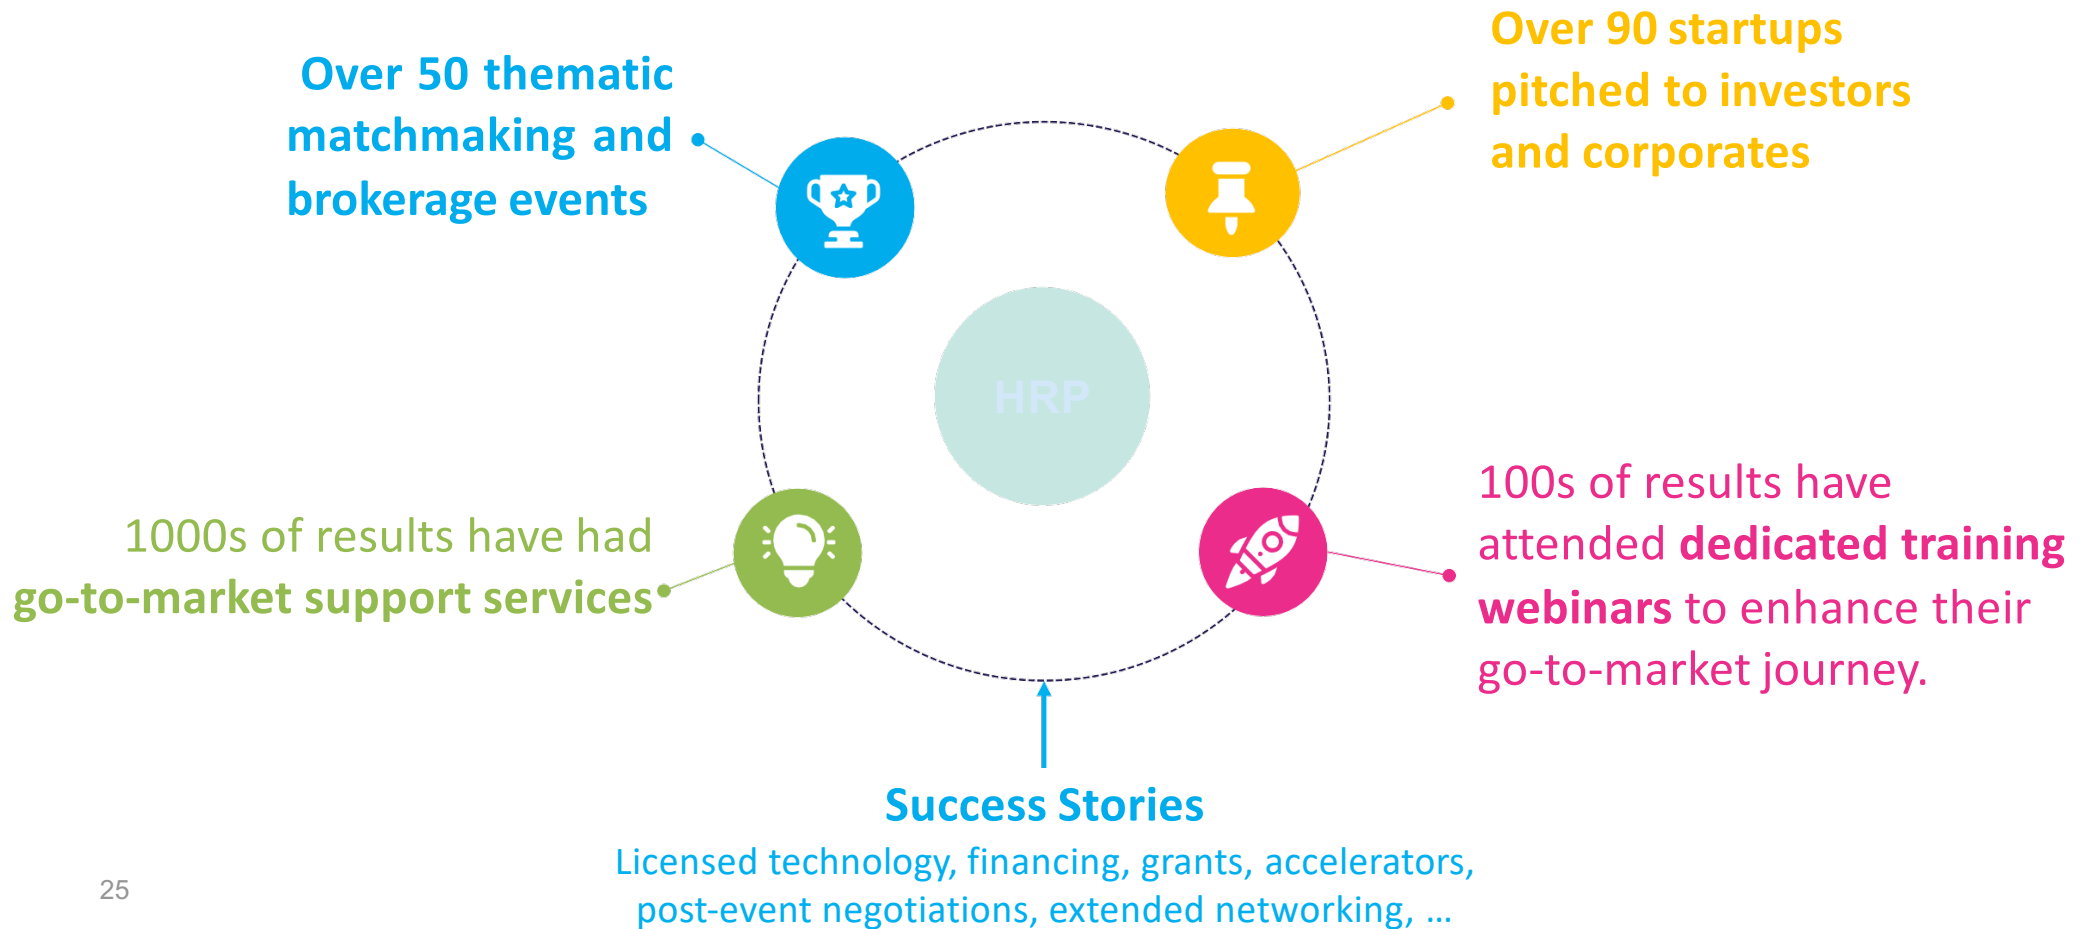 Over 50 thematic
matchmaking and
brokerage events
Over 90 startups
pitched to investors
and corporates
HRP
1000s of results have had
go-to-market support services
100s of results have
attended dedicated training
webinars to enhance their
go-to-market journey.
Success Stories
Licensed technology, financing, grants, accelerators,
post-event negotiations, extended networking, ...
25